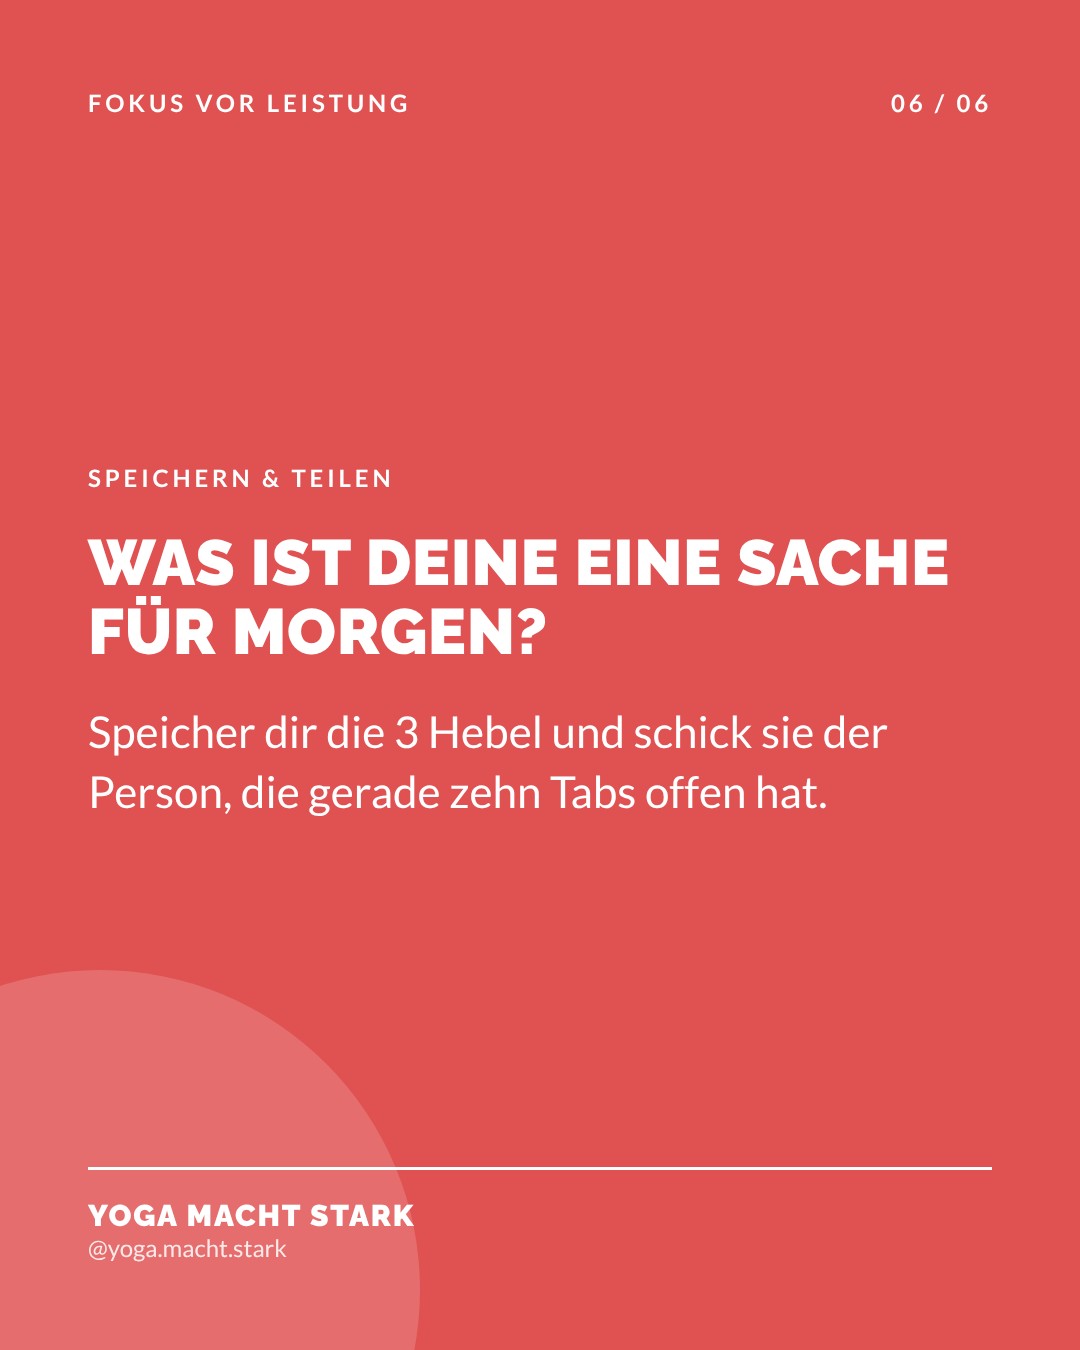 FOKUS VOR LEISTUNG
06 / 06
SPEICHERN & TEILEN
WAS IST DEINE EINE SACHE
FÜR MORGEN?
Speicher dir die 3 Hebel und schick sie der
Person, die gerade zehn Tabs offen hat.
YOGA MACHT STARK
@yoga.macht.stark